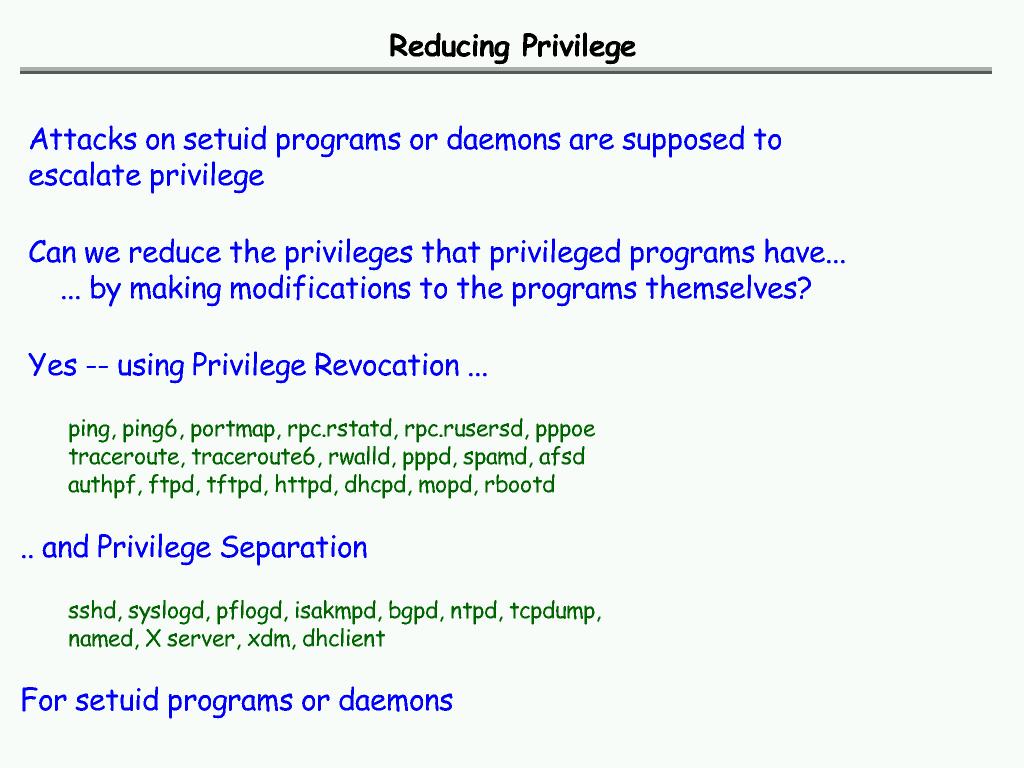 Reducing Privilege
Attacks on setuid programs or daemons are supposed to
escalate privilege
Can we reduce the privileges that privileged programs have...
... by making modifications to the programs themselves?
Yes -- using Privilege Revocation ...
ping, ping6, portmap, rpc.rstatd, rpc.rusersd, pppoe
traceroute, traceroute6, rwalld, pppd, spamd, afsd
authpf, ftpd, tftpd, httpd, dhcpd, mopd, rbootd
.. and Privilege Separation
sshd, syslogd, pflogd, isakmpd, bgpd, ntpd, tcpdump,
named, X server, xdm, dhclient
For setuid programs or daemons